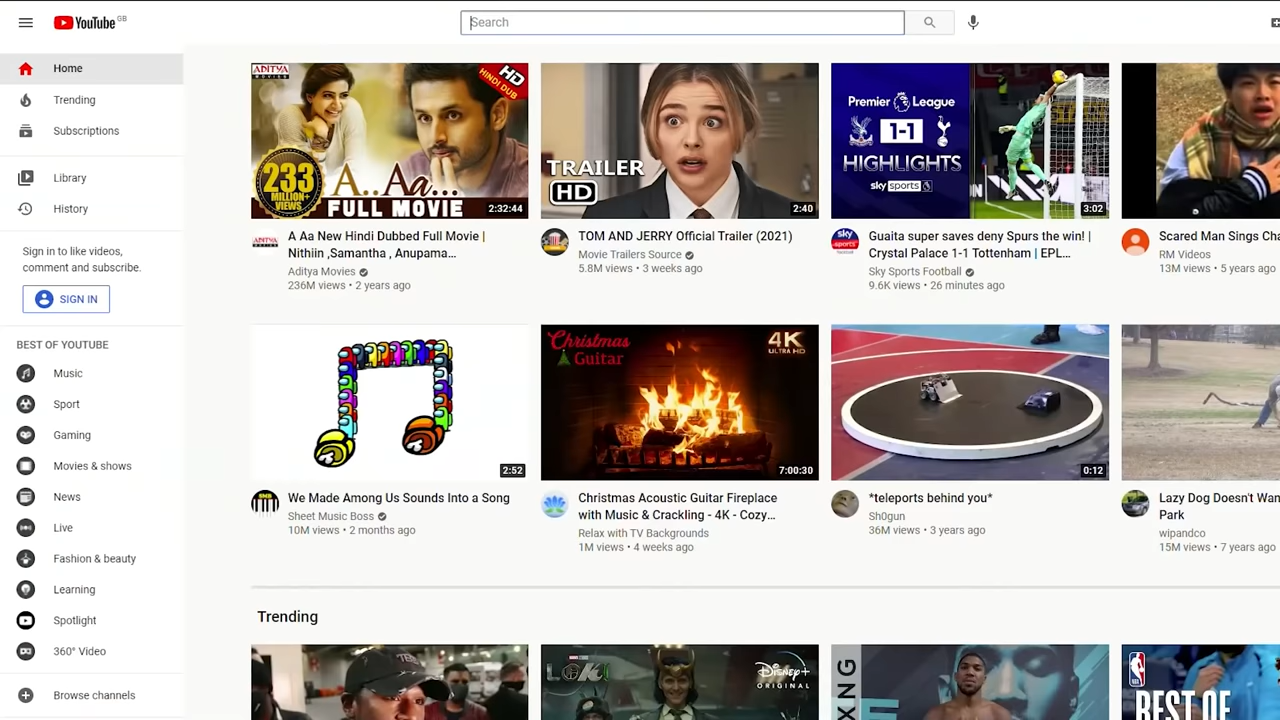 YouTube GB
Search
Home
Trending
Subscriptions
Library
History
Sign in to like videos,
comment and subscribe.
SIGN IN
BEST OF YOUTUBE
Music
Sport
Gaming
Movies & shows
News
Live
Fashion & beauty
Learning
Spotlight
360° Video
Browse channels
ADITYA
MOVIES
HD
HINDI DUB
233
MILLION+
VIEWS
A..Aa...
FULL MOVIE
2:32:44
A Aa New Hindi Dubbed Full Movie |
Nithiin ,Samantha , Anupama...
ADITYA
Aditya Movies
236M views • 2 years ago
TRAILER
HD
2:40
TOM AND JERRY Official Trailer (2021)
Movie Trailers Source
5.8M views • 3 weeks ago
Premier League
1-1
HIGHLIGHTS
sky sports
3:02
Guaita super saves deny Spurs the win! |
Crystal Palace 1-1 Tottenham | EPL...
sky
sports
Sky Sports Football
9.6K views • 26 minutes ago
Scared Man Sings Cha
RM Videos
13M views • 5 years ago
2:52
We Made Among Us Sounds Into a Song
SMB
Sheet Music Boss
10M views • 2 months ago
Christmas
Guitar
4K
ULTRA HD
7:00:30
Christmas Acoustic Guitar Fireplace
with Music & Crackling - 4K - Cozy...
Relax with TV Backgrounds
1M views • 4 weeks ago
0:12
*teleports behind you*
Sh0gun
36M views • 3 years ago
Lazy Dog Doesn't Wan
Park
wipandco
15M views • 7 years ago
Trending
LOKI
Disney+
ORIGINAL
XNG
NBA
BEST OF